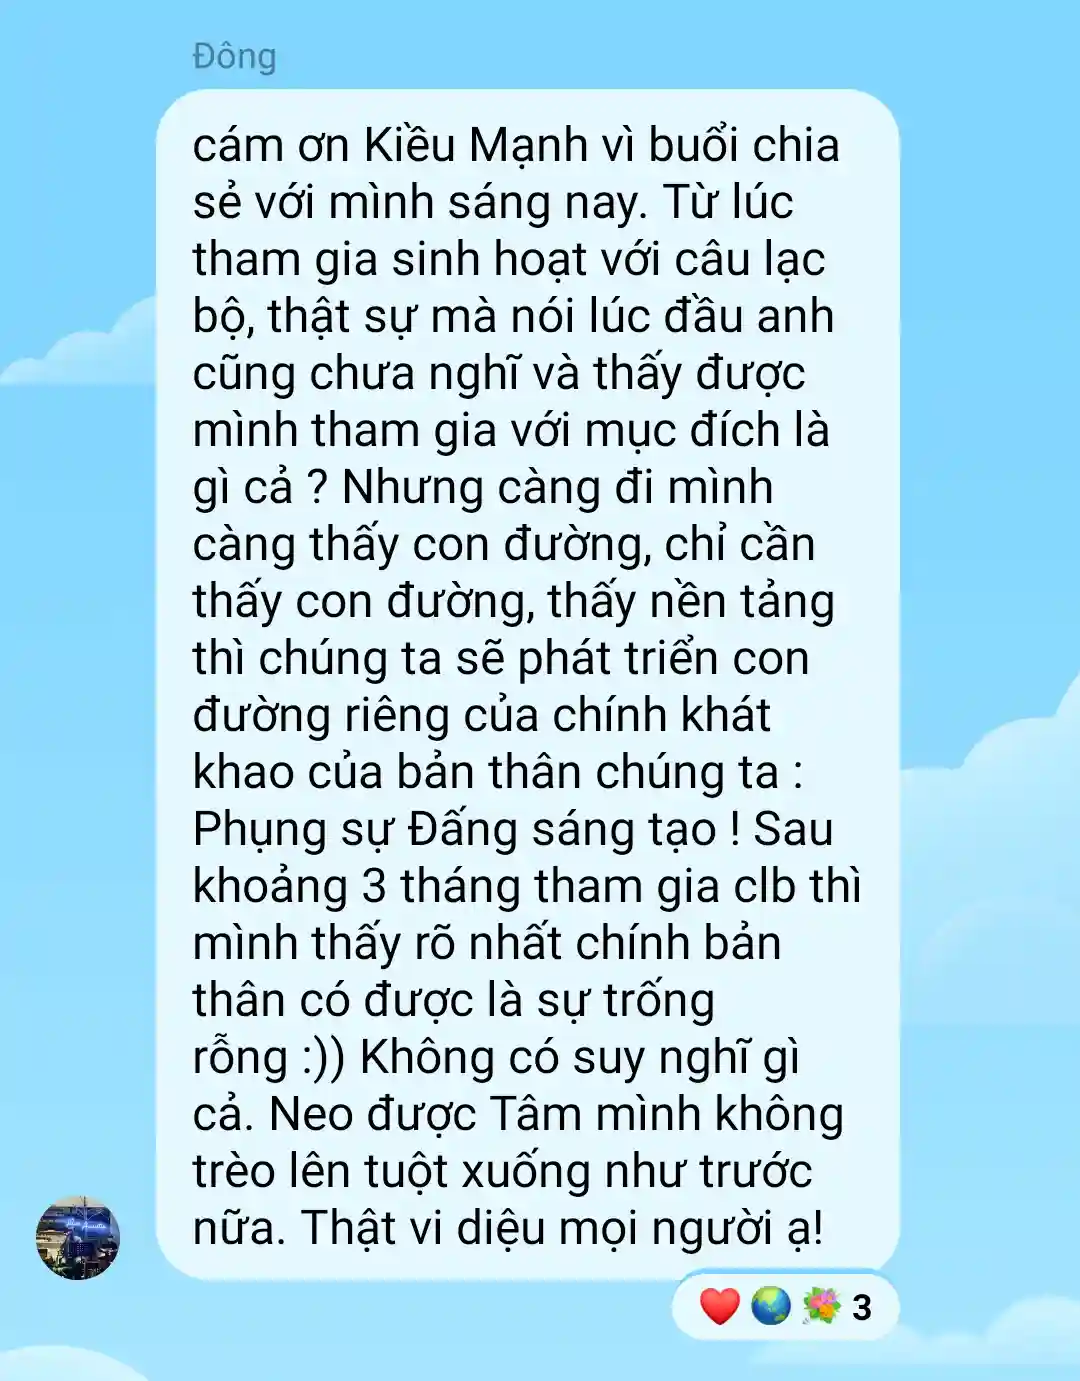 Đông
cám ơn Kiều Mạnh vì buổi chia
sẻ với mình sáng nay. Từ lúc
tham gia sinh hoạt với câu lạc
bộ, thật sự mà nói lúc đầu anh
cũng chưa nghĩ và thấy được
mình tham gia với mục đích là
gì cả ? Nhưng càng đi mình
càng thấy con đường, chỉ cần
thấy con đường, thấy nền tảng
thì chúng ta sẽ phát triển con
đường riêng của chính khát
khao của bản thân chúng ta :
Phụng sự Đấng sáng tạo ! Sau
khoảng 3 tháng tham gia clb thì
mình thấy rõ nhất chính bản
thân có được là sự trống
rỗng :)) Không có suy nghĩ gì
cả. Neo được Tâm mình không
trèo lên tuột xuống như trước
nữa. Thật vi diệu mọi người ạ!
3